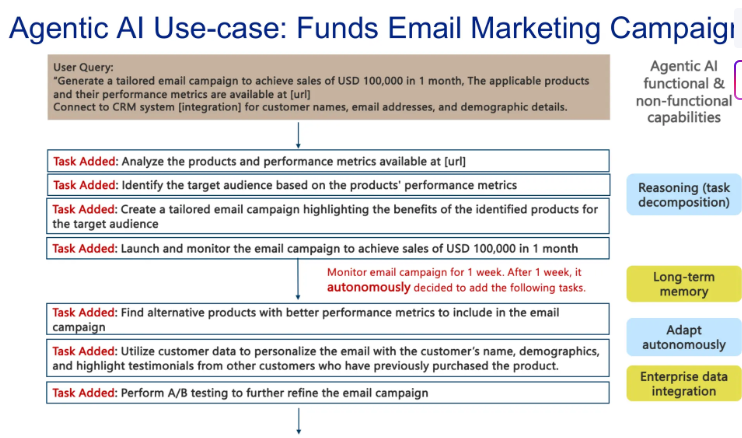 Agentic AI Use-case: Funds Email Marketing Campaign
User Query:
"Generate a tailored email campaign to achieve sales of USD 100,000 in 1 month, The applicable products
and their performance metrics are available at [url]
Connect to CRM system [integration] for customer names, email addresses, and demographic details.
Agentic AI
functional &
non-functional
capabilities
Task Added: Analyze the products and performance metrics available at [url]
Task Added: Identify the target audience based on the products' performance metrics
Task Added: Create a tailored email campaign highlighting the benefits of the identified products for
the target audience
Reasoning (task
decomposition)
Task Added: Launch and monitor the email campaign to achieve sales of USD 100,000 in 1 month
Monitor email campaign for 1 week. After 1 week, it
autonomously decided to add the following tasks.
Long-term
memory
Task Added: Find alternative products with better performance metrics to include in the email
campaign
Adapt
autonomously
Task Added: Utilize customer data to personalize the email with the customer's name, demographics,
and highlight testimonials from other customers who have previously purchased the product.
Enterprise data
integration
Task Added: Perform A/B testing to further refine the email campaign